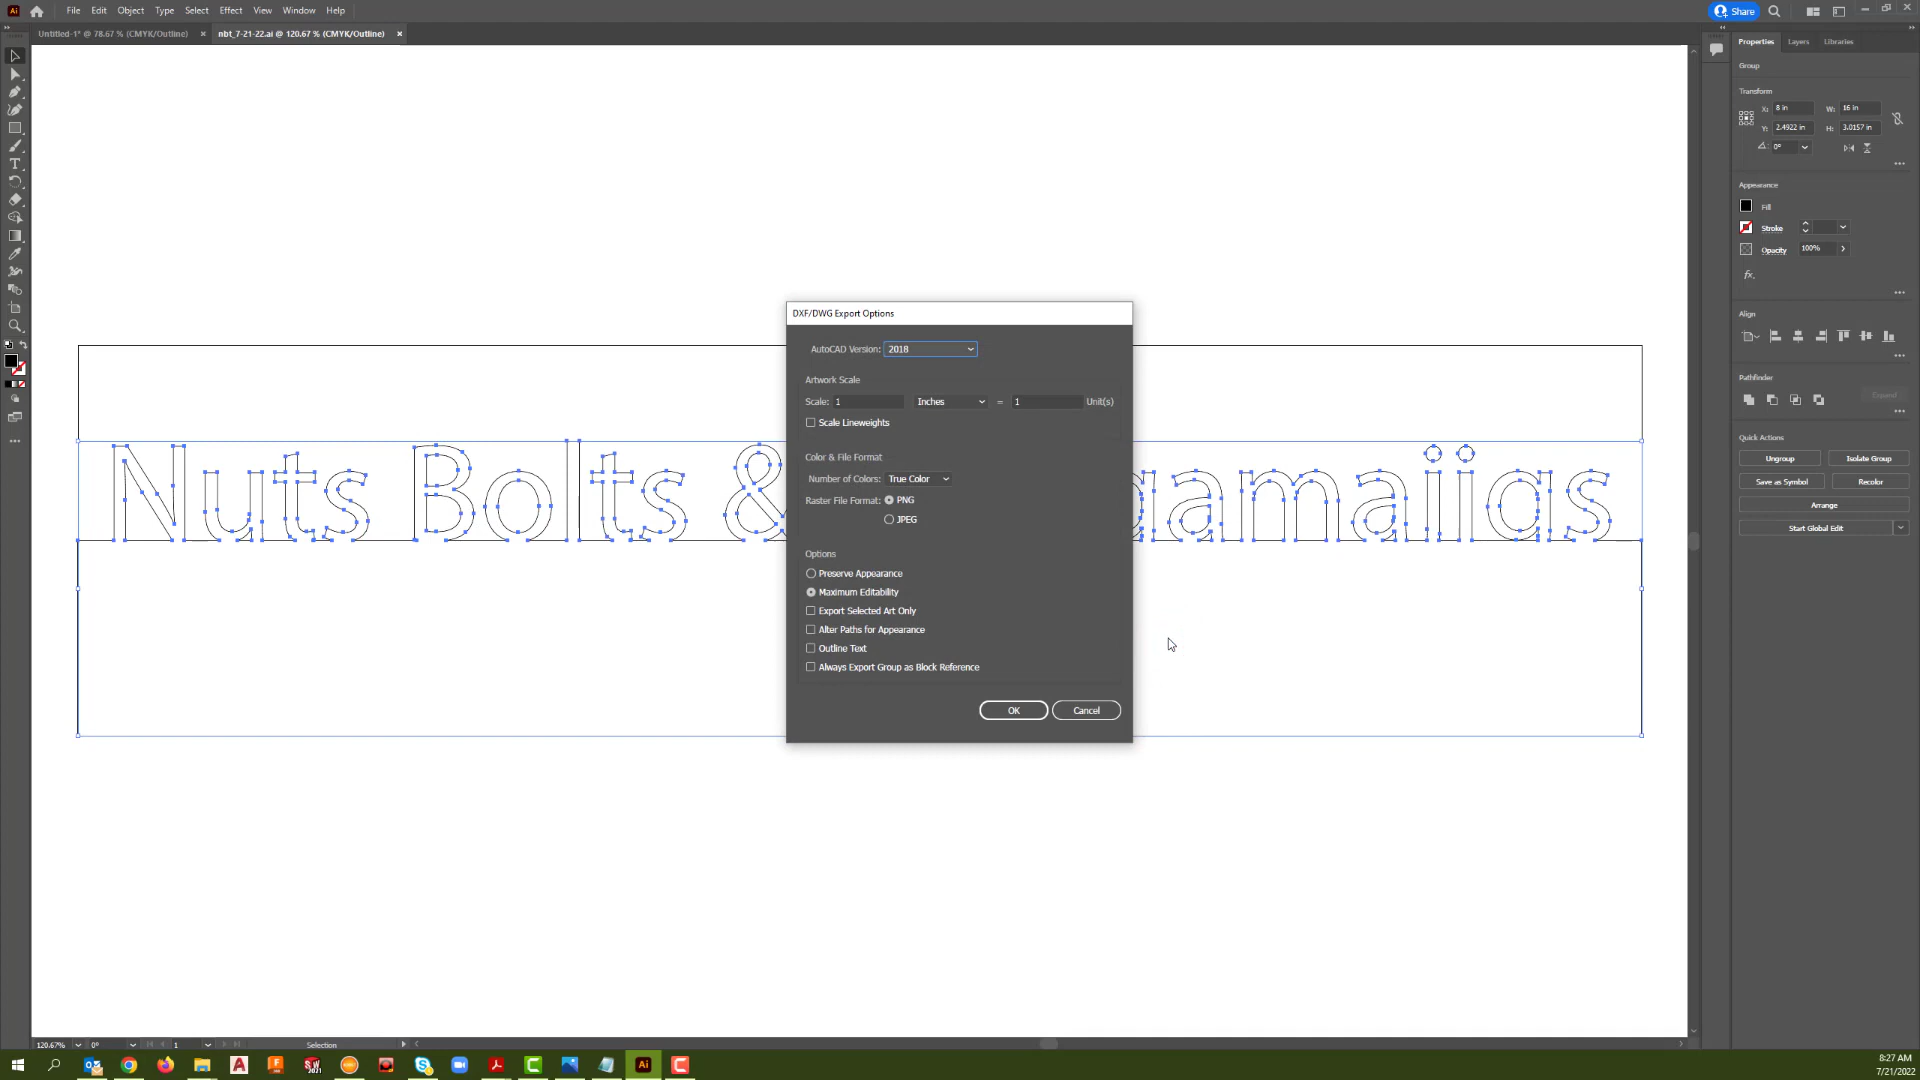 Ai File Edit Object Type Select Effect View Window Help Share
Untitled-1* @ 78.67 % (CMYK/Outline) × nbt_7-21-22.ai @ 120.67 % (CMYK/Outline) ×
Properties Layers Libraries
Group
Transform
X: 8 in W: 16 in
Y: 2.4922 in H: 3.0157 in
0°
Appearance
Fill
Stroke
Opacity 100%
fx.
Align
Pathfinder
Expand
Quick Actions
Ungroup Isolate Group
Save as Symbol Recolor
Arrange
Start Global Edit
Nuts Bolts & gamajigs
DXF/DWG Export Options
AutoCAD Version: 2018
Artwork Scale
Scale: 1 Inches = 1 Unit(s)
Scale Lineweights
Color & File Format
Number of Colors: True Color
Raster File Format: PNG
JPEG
Options
Preserve Appearance
Maximum Editability
Export Selected Art Only
Alter Paths for Appearance
Outline Text
Always Export Group as Block Reference
OK Cancel
120.67% 0° 1 Selection
SW 2021 Ai
8:27 AM
7/21/2022